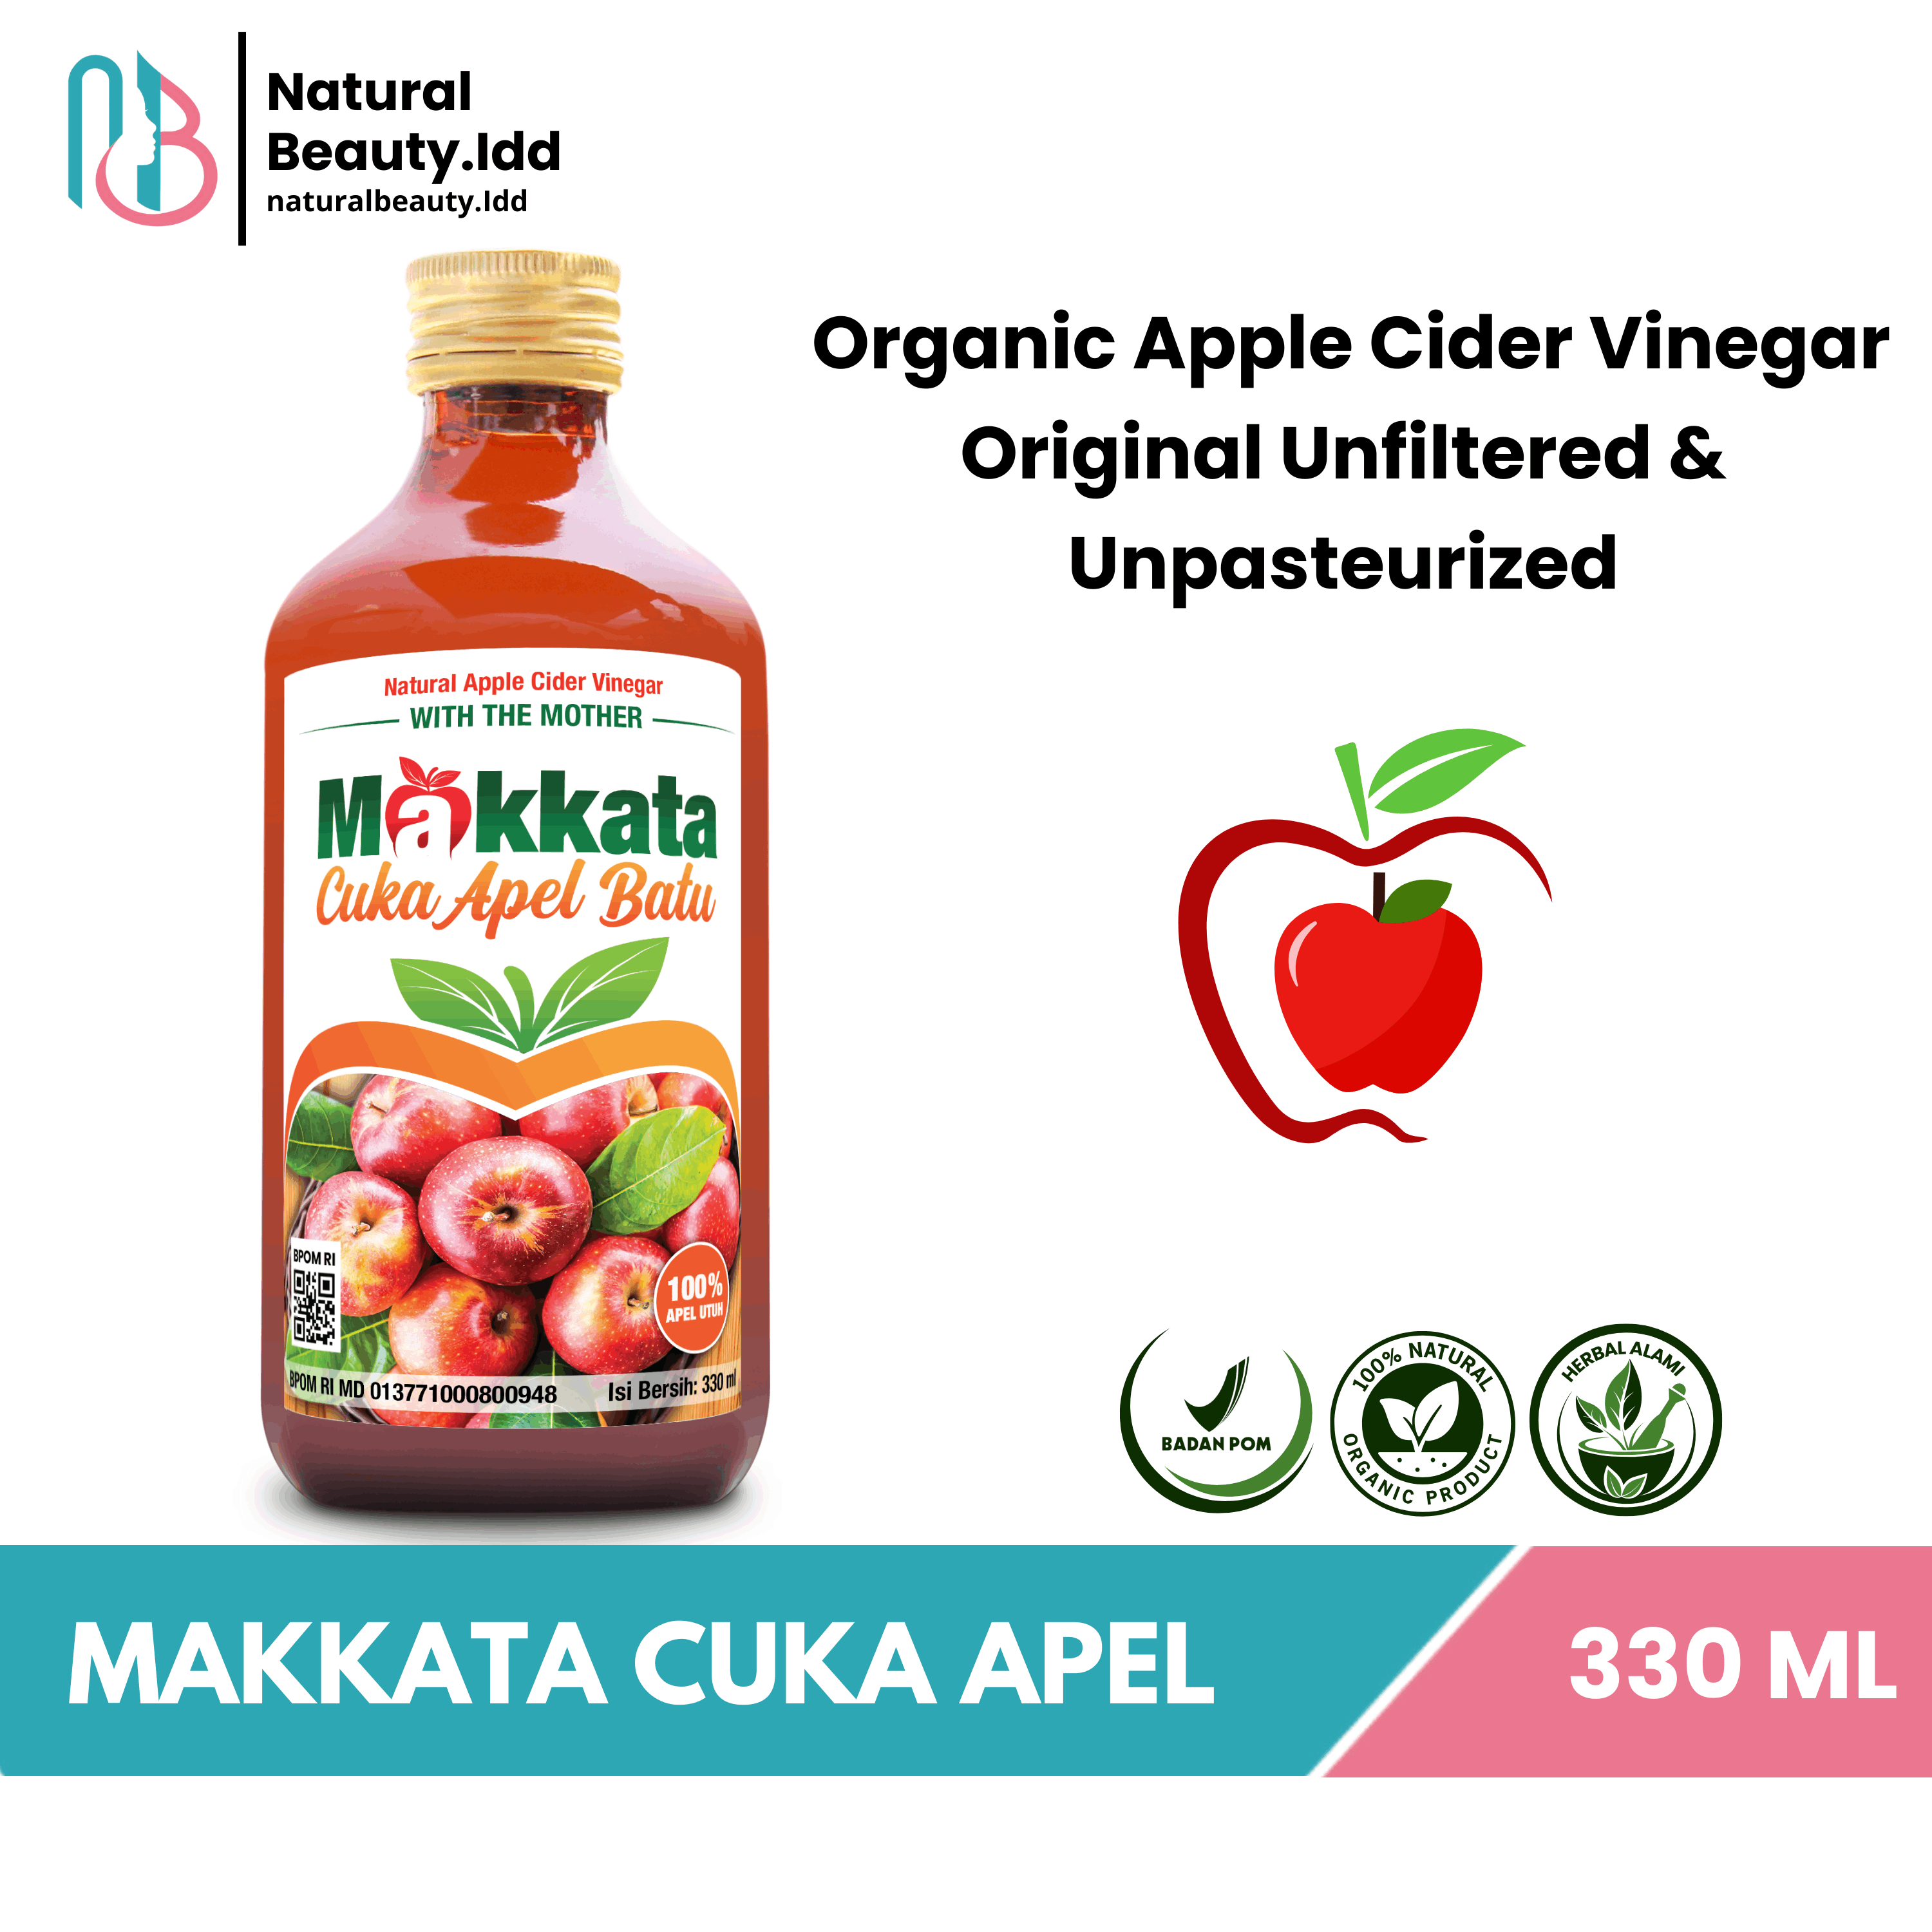 Natural
Beauty.Idd
naturalbeauty.Idd
Organic Apple Cider Vinegar
Original Unfiltered &
Unpasteurized
Natural Apple Cider Vinegar
WITH THE MOTHER
Makkata
Cuka Apel Batu
BPOM RI
100%
APEL UTUH
BPOM RI MD 013771000800948
Isi Bersih: 330 ml
BADAN POM
100% NATURAL
ORGANIC PRODUCT
HERBAL ALAMI
MAKKATA CUKA APEL
330 ML